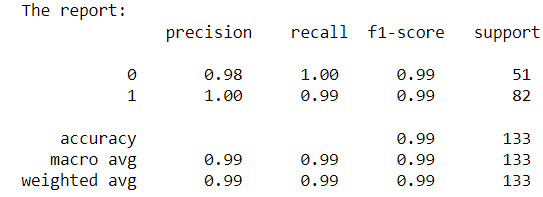 The report:
precision recall f1-score support
0 0.98 1.00 0.99 51
1 1.00 0.99 0.99 82
accuracy 0.99 133
macro avg 0.99 0.99 0.99 133
weighted avg 0.99 0.99 0.99 133